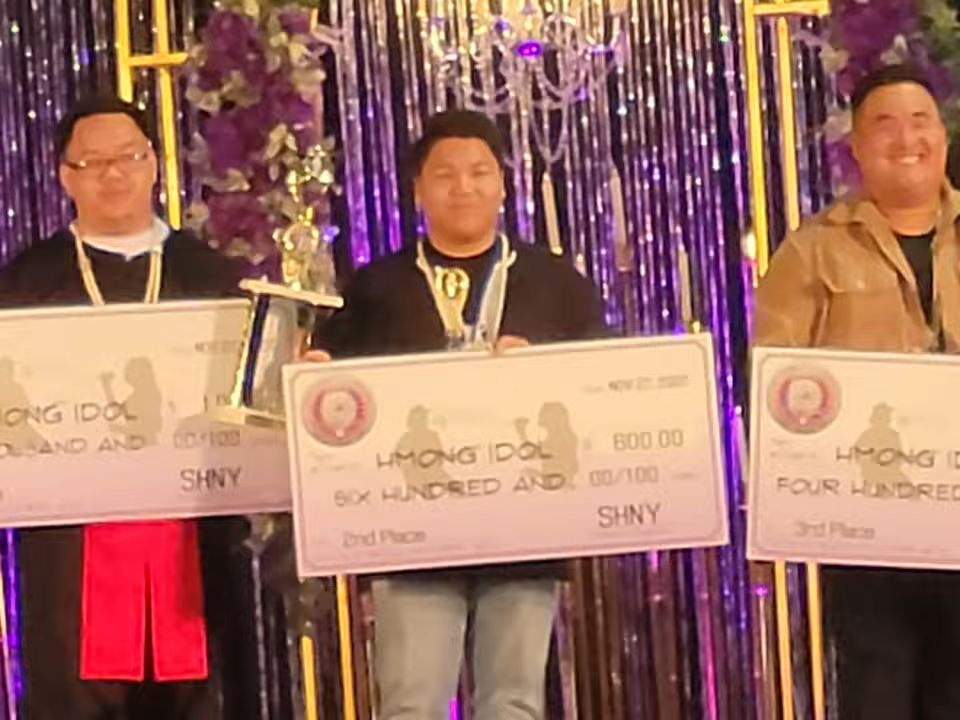 HMONG IDOL
00/100
SHNY
NOV 27, 2022
HMONG IDOL
600.00
SIX HUNDRED AND 00/100
SHNY
2nd Place
HMONG
FOUR HUNDRED
3rd Place